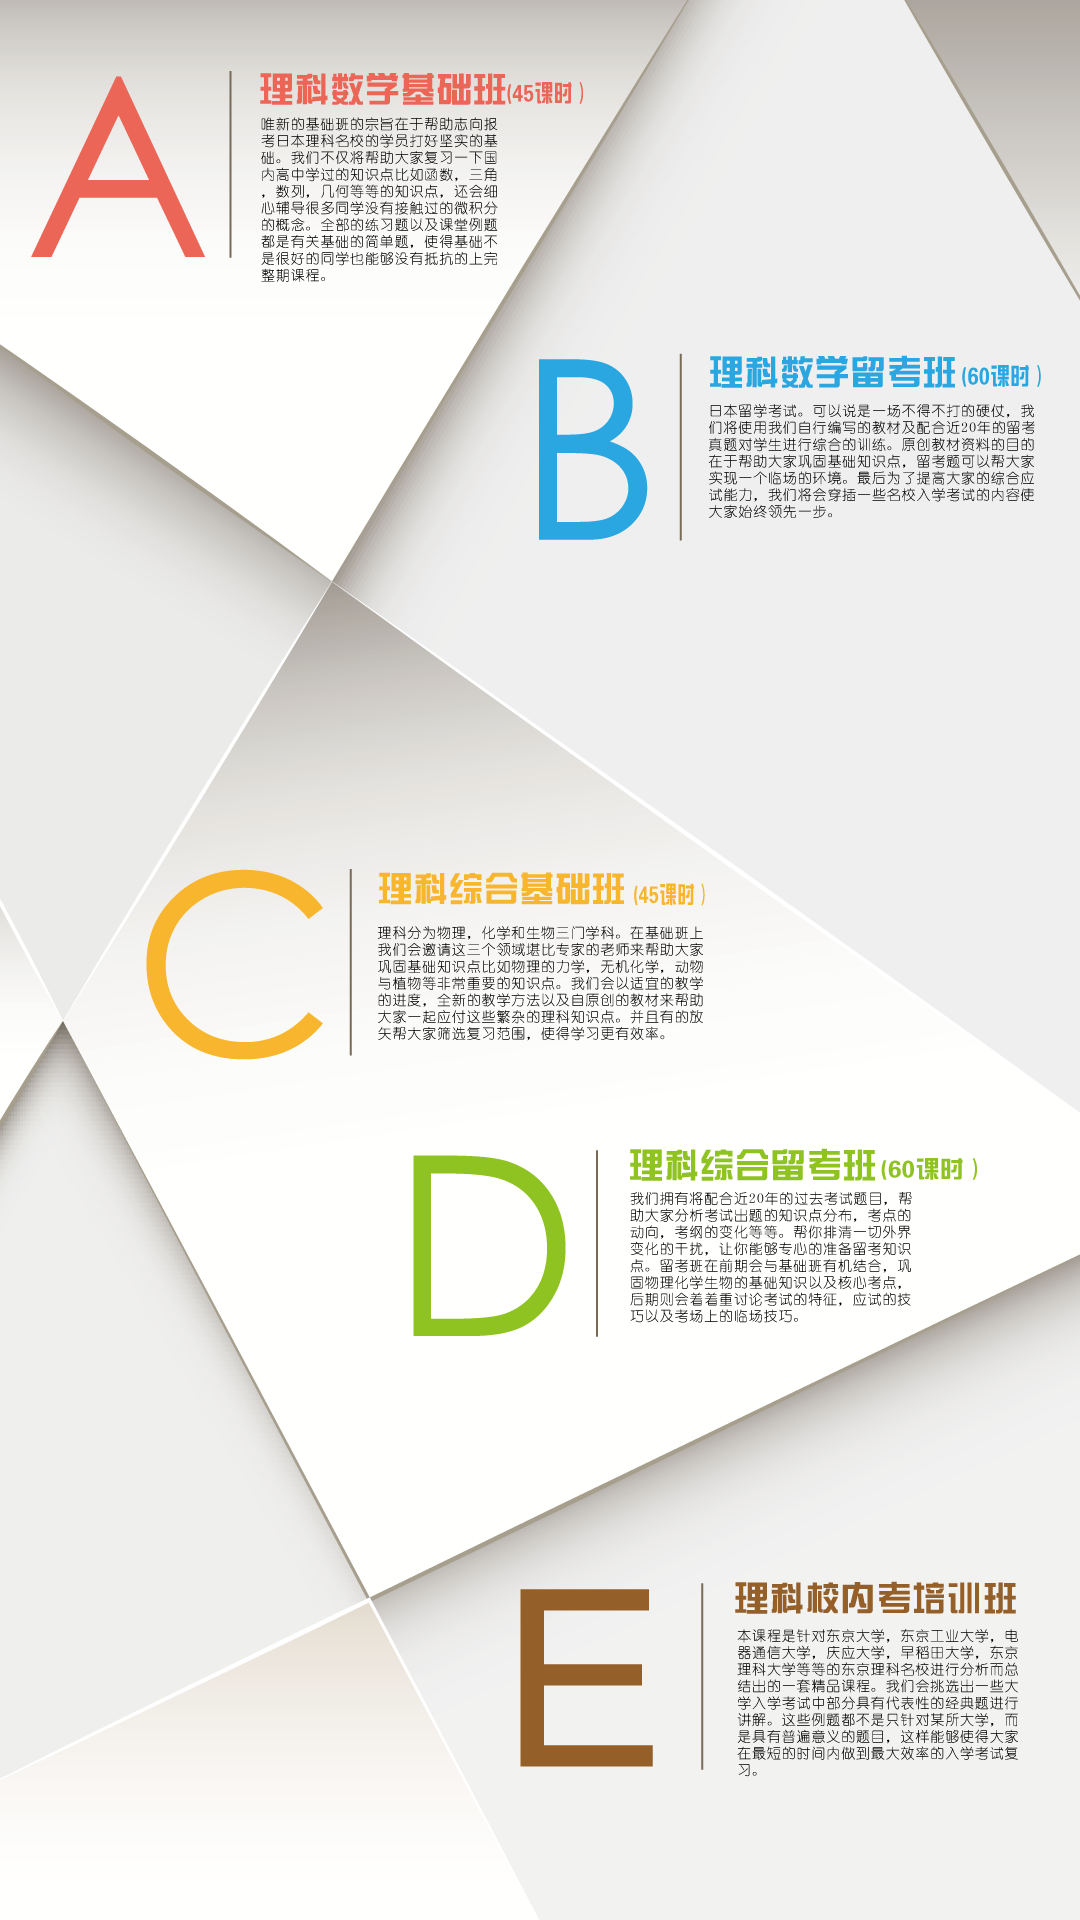 A
理科数学基础班(45课时)
唯新的基础班的宗旨在于帮助志向报
考日本理科名校的学员打好坚实的基
础。我们不仅将帮助大家复习一下国
内高中学过的知识点比如函数，三角
，数列，几何等等的知识点，还会细
心辅导很多同学没有接触过的微积分
的概念。全部的练习题以及课堂例题
都是有关基础的简单题，使得基础不
是很好的同学也能够没有抵抗的上完
整期课程。
B
理科数学留考班(60课时)
日本留学考试。可以说是一场不得不打的硬仗，我
们将使用我们自行编写的教材及配合近20年的留考
真题对学生进行综合的训练。原创教材资料的目的
在于帮助大家巩固基础知识点，留考题可以帮大家
实现一个临场的环境。最后为了提高大家的综合应
试能力，我们将会穿插一些名校入学考试的内容使
大家始终领先一步。
C
理科综合基础班(45课时)
理科分为物理，化学和生物三门学科。在基础班上
我们会邀请这三个领域堪比专家的老师来帮助大家
巩固基础知识点比如物理的力学，无机化学，动物
与植物等非常重要的知识点。我们会以适宜的教学
的进度，全新的教学方法以及自原创的教材来帮助
大家一起应付这些繁杂的理科知识点。并且有的放
矢帮大家筛选复习范围，使得学习更有效率。
D
理科综合留考班(60课时)
我们拥有将配合近20年的过去考试题目，帮
助大家分析考试出题的知识点分布，考点的
动向，考纲的变化等等。帮你排清一切外界
变化的干扰，让你能够专心的准备留考知识
点。留考班在前期会与基础班有机结合，巩
固物理化学生物的基础知识以及核心考点，
后期则会着着重讨论考试的特征，应试的技
巧以及考场上的临场技巧。
E
理科校内考培训班
本课程是针对东京大学，东京工业大学，电
器通信大学，庆应大学，早稻田大学，东京
理科大学等等的东京理科名校进行分析而总
结出的一套精品课程。我们会挑选出一些大
学入学考试中部分具有代表性的经典题进行
讲解。这些例题都不是只针对某所大学，而
是具有普遍意义的题目，这样能够使得大家
在最短的时间内做到最大效率的入学考试复
习。